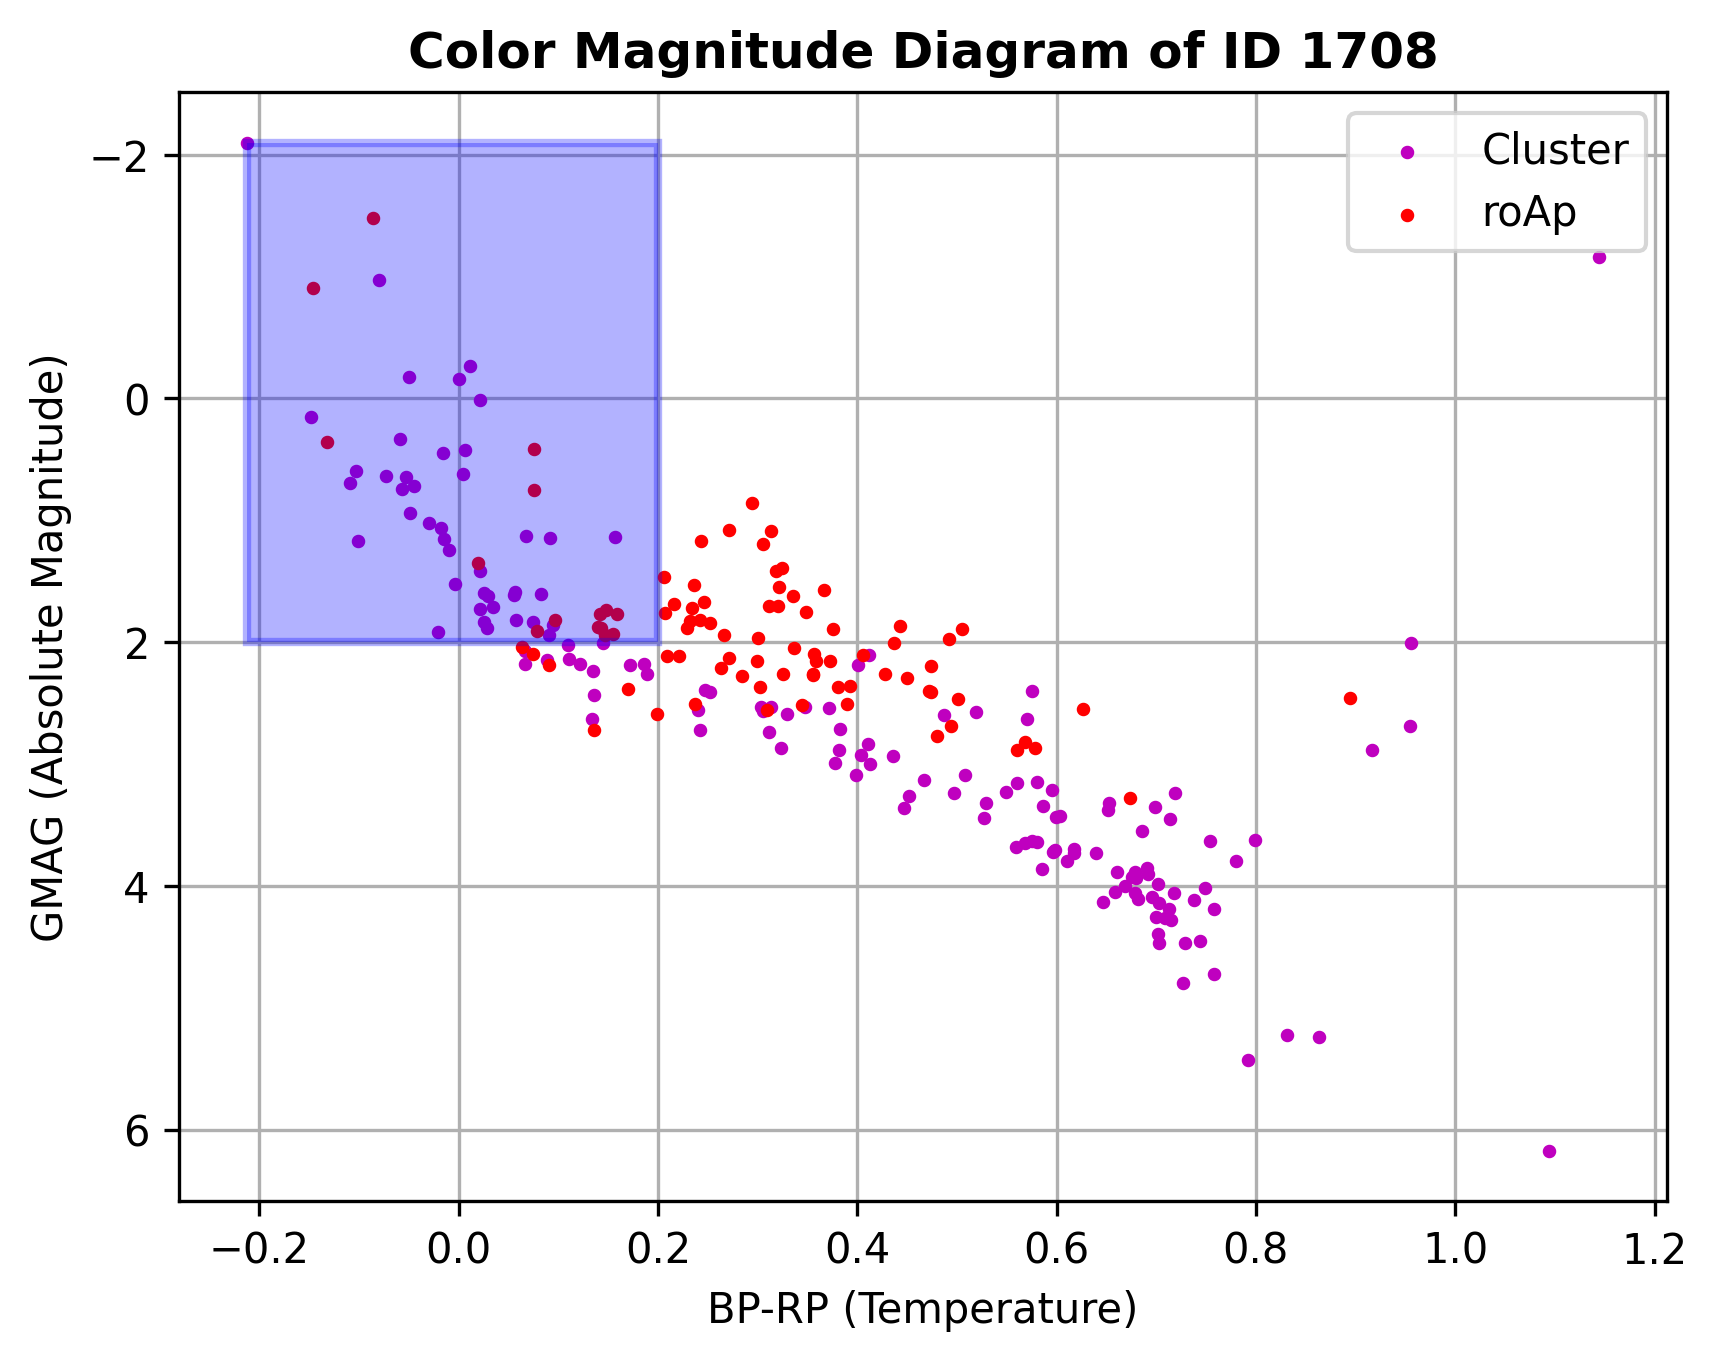 Color Magnitude Diagram of ID 1708
Cluster
roAp
−2
0
2
4
6
GMAG (Absolute Magnitude)
−0.2 0.0 0.2 0.4 0.6 0.8 1.0 1.2
BP-RP (Temperature)